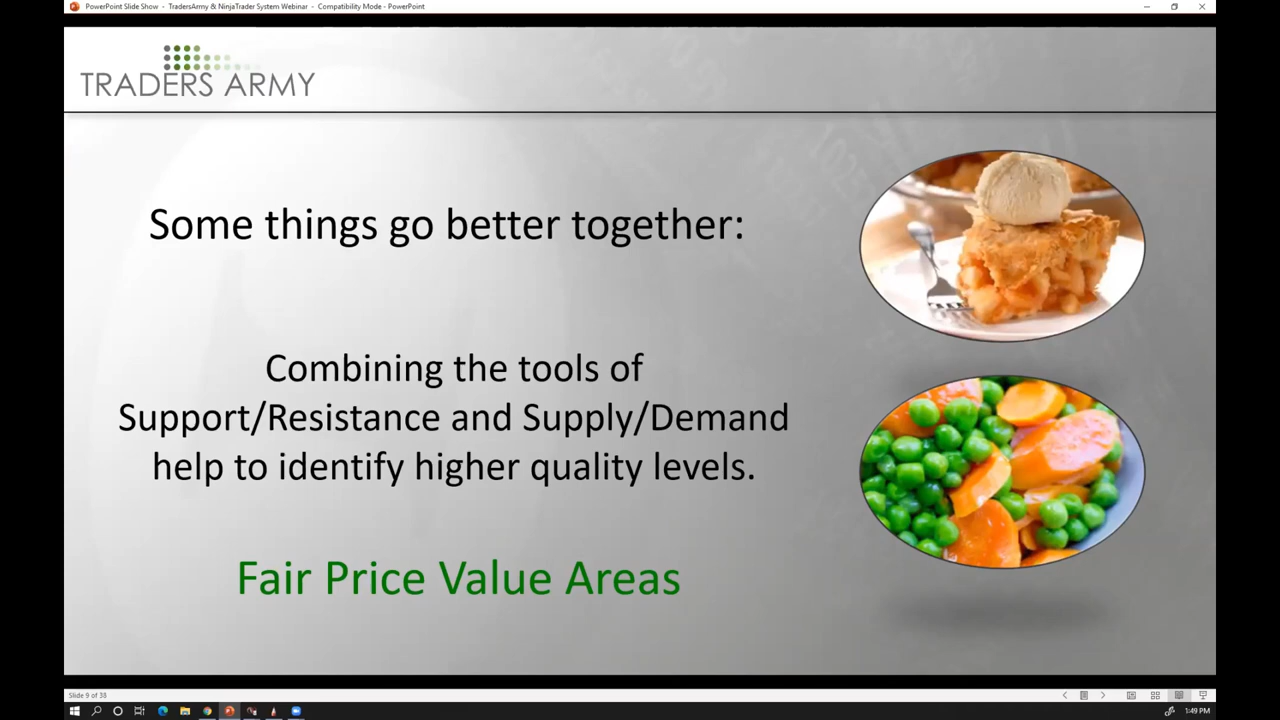 PowerPoint Slide Show - TradersArmy & NinjaTrader System Webinar - Compatibility Mode - PowerPoint
TRADERS ARMY
Some things go better together:
Combining the tools of
Support/Resistance and Supply/Demand
help to identify higher quality levels.
Fair Price Value Areas
Slide 9 of 38
1:49 PM